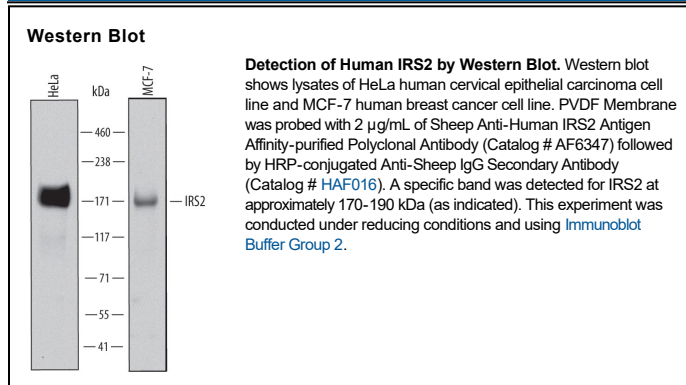 Western Blot
HeLa
kDa
MCF-7
460
238
171
IRS2
117
71
55
41
Detection of Human IRS2 by Western Blot. Western blot
shows lysates of HeLa human cervical epithelial carcinoma cell
line and MCF-7 human breast cancer cell line. PVDF Membrane
was probed with 2 µg/mL of Sheep Anti-Human IRS2 Antigen
Affinity-purified Polyclonal Antibody (Catalog # AF6347) followed
by HRP-conjugated Anti-Sheep IgG Secondary Antibody
(Catalog # HAF016). A specific band was detected for IRS2 at
approximately 170-190 kDa (as indicated). This experiment was
conducted under reducing conditions and using Immunoblot
Buffer Group 2.